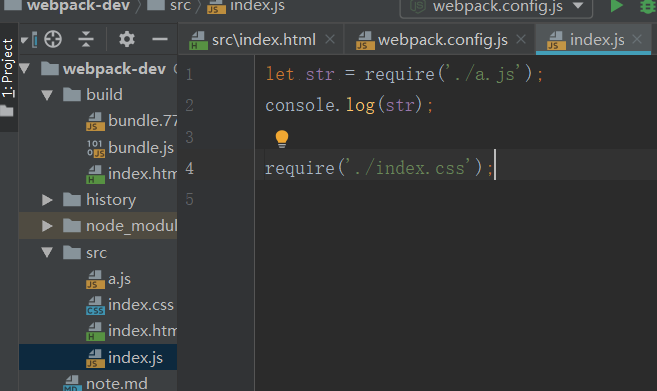 webpack-dev src index.js webpack.config.js
src\index.html webpack.config.js index.js
1: Project
webpack-dev
build
bundle.77
bundle.js
index.htm
history
node_modul
src
a.js
index.css
index.htm
index.js
note.md
1 let str = require('./a.js');
2 console.log(str);
3
4 require('./index.css');
5